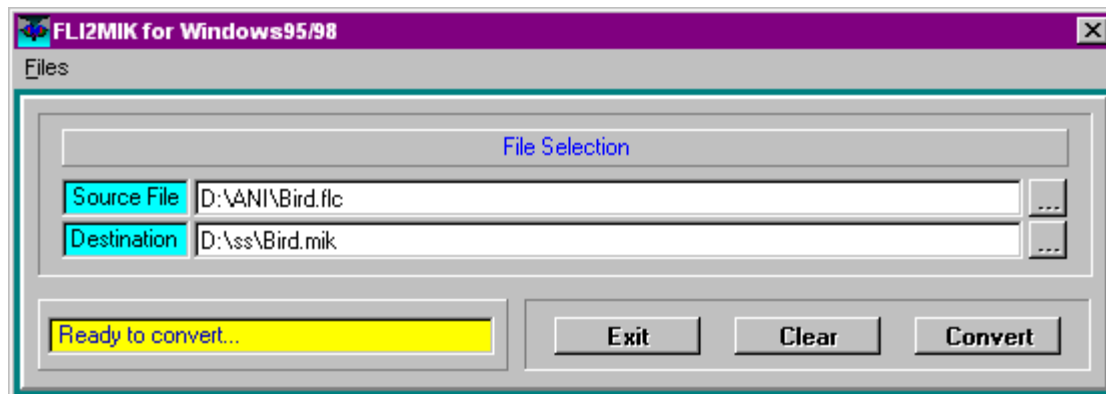 FLI2MIK for Windows95/98
Files
File Selection
Source File D:\ANI\Bird.flc ...
Destination D:\ss\Bird.mik ...
Ready to convert... Exit Clear Convert